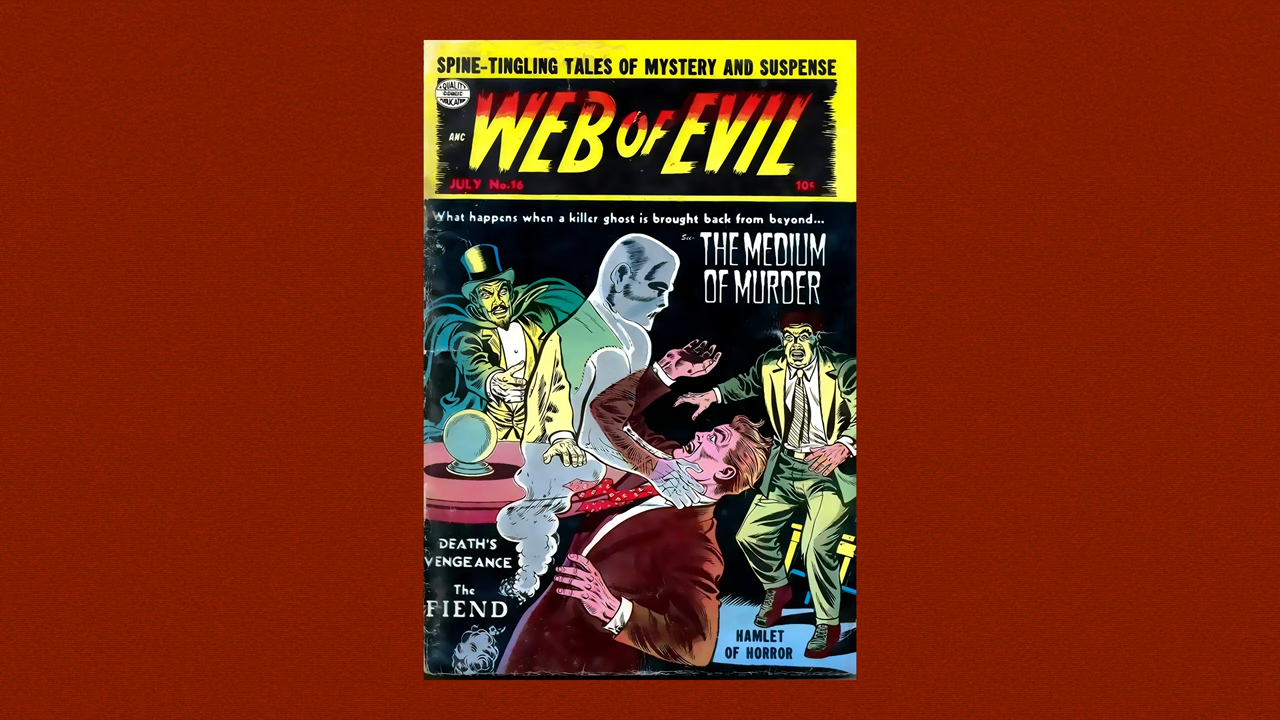 SPINE-TINGLING TALES OF MYSTERY AND SUSPENSE
QUALITY
COMIC
PUBLICATION
ANC
WEB OF EVIL
JULY No.16
10¢
What happens when a killer ghost is brought back from beyond...
See-
THE MEDIUM
OF MURDER
DEATH'S
VENGEANCE
The
FIEND
HAMLET
OF HORROR